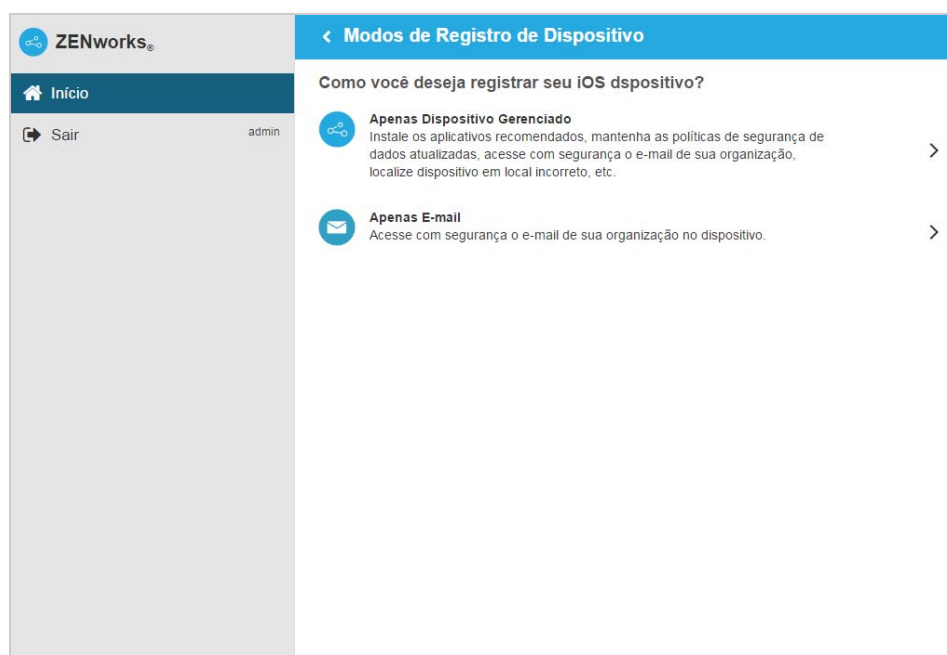 ZENworks®
Início
Sair
admin
Modos de Registro de Dispositivo
Como você deseja registrar seu iOS dspositivo?
Apenas Dispositivo Gerenciado
Instale os aplicativos recomendados, mantenha as políticas de segurança de
dados atualizadas, acesse com segurança o e-mail de sua organização,
localize dispositivo em local incorreto, etc.
Apenas E-mail
Acesse com segurança o e-mail de sua organização no dispositivo.